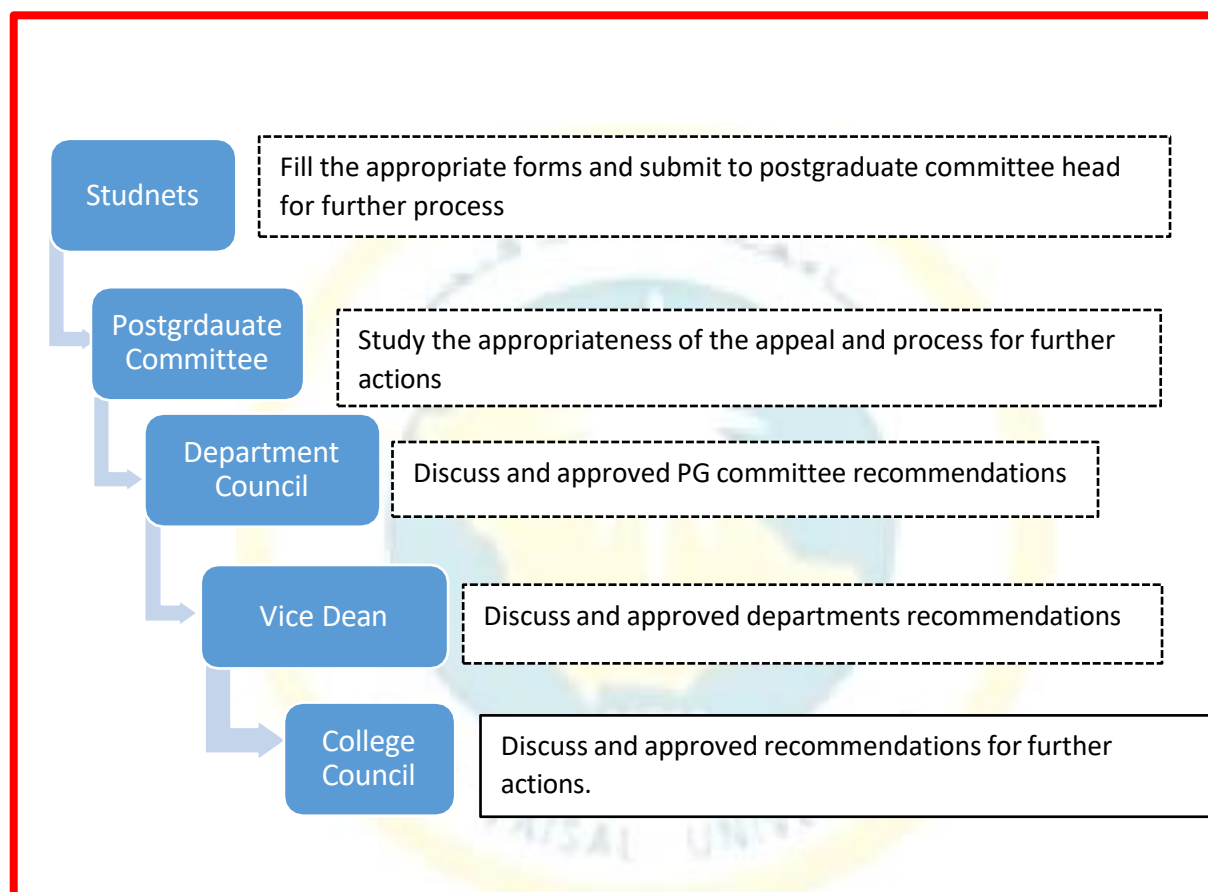 Studnets
Fill the appropriate forms and submit to postgraduate committee head
for further process
Postgrdauate
Committee
Study the appropriateness of the appeal and process for further
actions
Department
Council
Discuss and approved PG committee recommendations
Vice Dean
Discuss and approved departments recommendations
College
Council
Discuss and approved recommendations for further
actions.
FAISAL